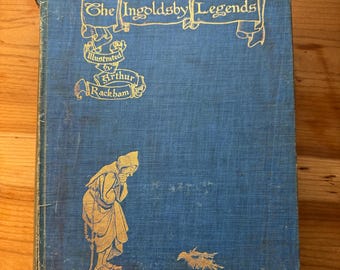 The Ingoldsby Legends
Illustrated
by
Arthur
Rackham